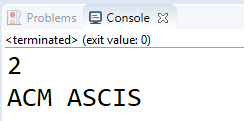 Problems Console
<terminated> (exit value: 0)
2
ACM ASCIS